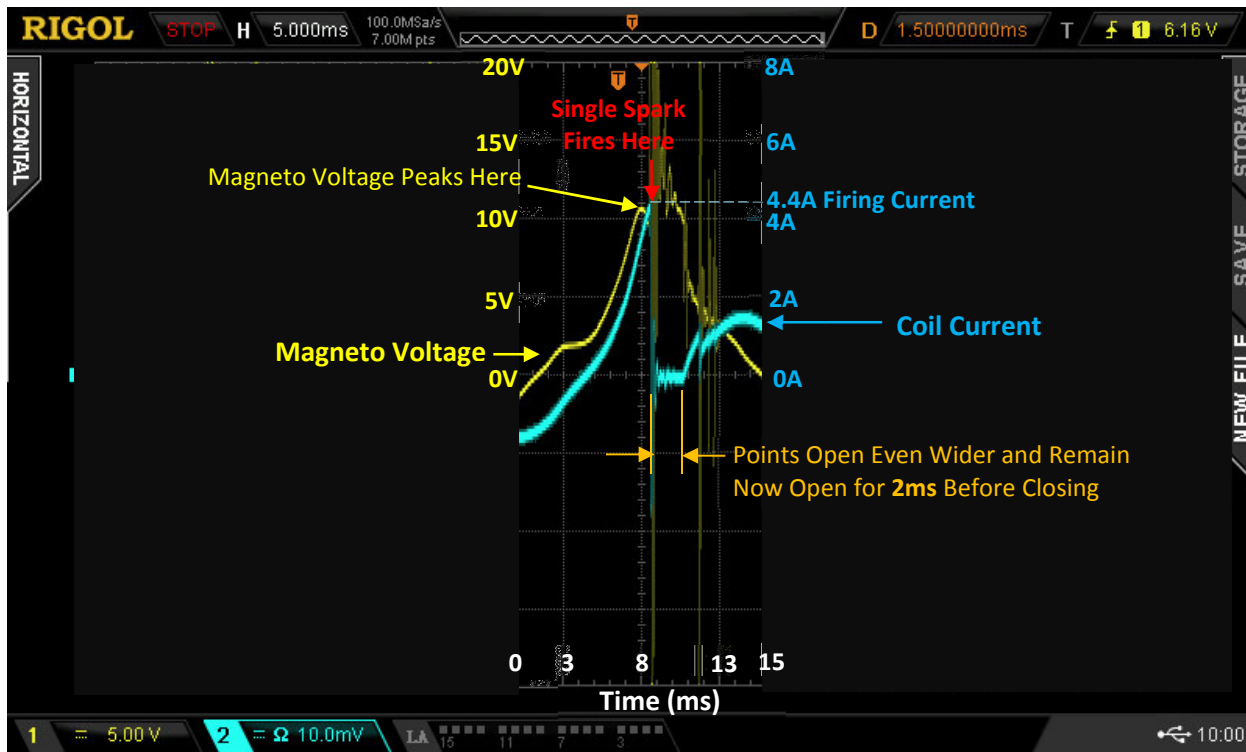 RIGOL STOP H 5.000ms 100.0MSa/s 7.00M pts T D 1.50000000ms T 1 6.16 V
HORIZONTAL
STORAGE
SAVE
NEW FILE
20V 8A
T
Single Spark
Fires Here
15V 6A
Magneto Voltage Peaks Here
4.4A Firing Current
10V 4A
5V 2A
Coil Current
Magneto Voltage
0V 0A
Points Open Even Wider and Remain
Now Open for 2ms Before Closing
0 3 8 13 15
Time (ms)
1 = 5.00 V 2 = Ω 10.0mV LA 15 11 7 3 10:00